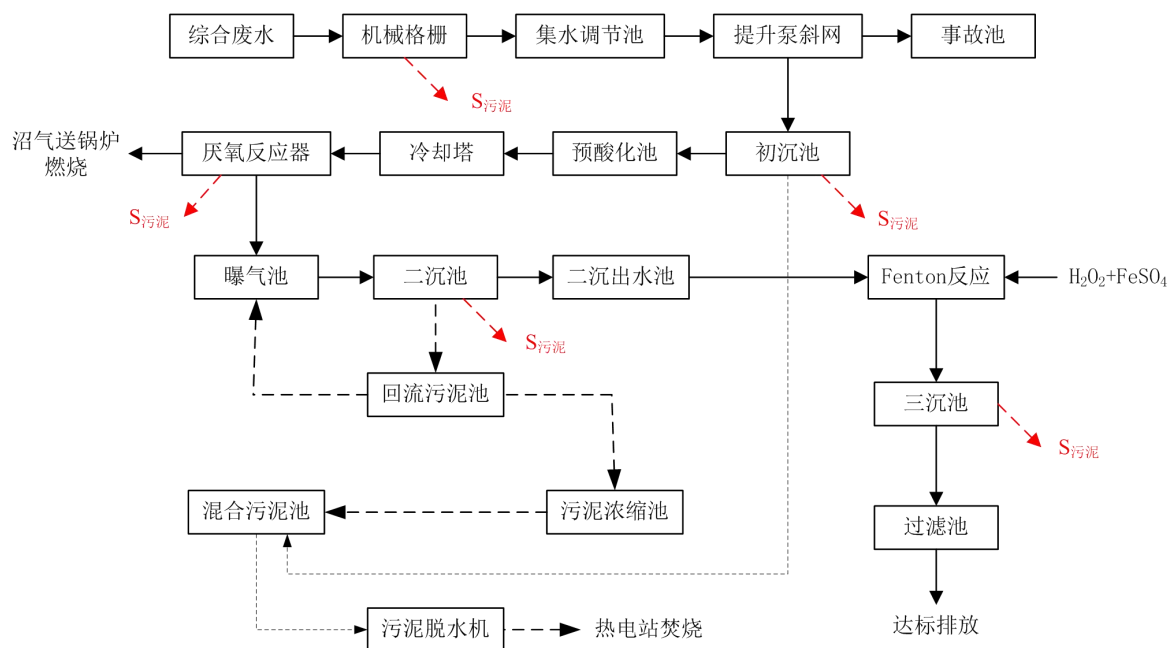 综合废水
机械格栅
集水调节池
提升泵斜网
事故池
S污泥
沼气送锅炉
燃烧
厌氧反应器
冷却塔
预酸化池
初沉池
S污泥
S污泥
曝气池
二沉池
二沉出水池
Fenton反应
H₂O₂+FeSO₄
S污泥
回流污泥池
三沉池
S污泥
混合污泥池
污泥浓缩池
过滤池
污泥脱水机
热电站焚烧
达标排放